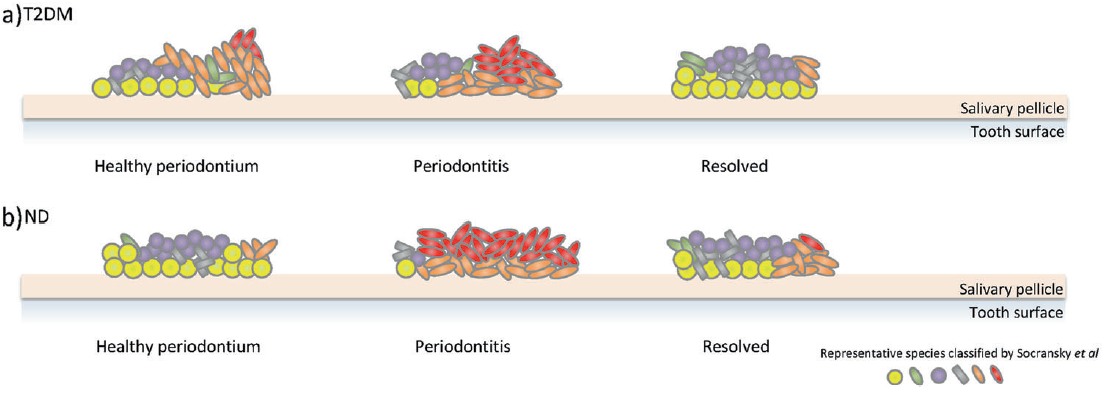 a) T2DM
Salivary pellicle
Tooth surface
Healthy periodontium
Periodontitis
Resolved
b) ND
Salivary pellicle
Tooth surface
Healthy periodontium
Periodontitis
Resolved
Representative species classified by Socransky et al